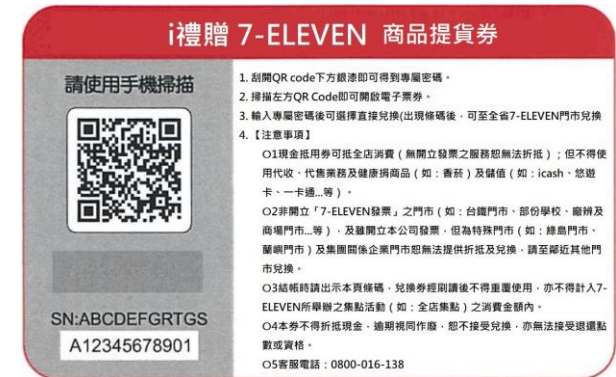 i禮贈 7-ELEVEN 商品提貨券
請使用手機掃描
SN:ABCDEFGRTGS
A12345678901
1. 刮開QR code下方銀漆即可得到專屬密碼。
2. 掃描左方QR Code即可開啟電子票券。
3. 輸入專屬密碼後可選擇直接兌換(出現條碼後，可至全省7-ELEVEN門市兌換
4.【注意事項】
O1現金抵用券可抵全店消費（無開立發票之服務恕無法折抵）；但不得使
用代收、代售業務及健康捐商品（如：香菸）及儲值（如：icash、悠遊
卡、一卡通...等）。
O2非開立「7-ELEVEN發票」之門市（如：台鐵門市、部份學校、廠辦及
商場門市...等），及雖開立本公司發票，但為特殊門市（如：綠島門市、
蘭嶼門市）及集團關係企業門市恕無法提供折抵及兌換，請至鄰近其他門
市兌換。
O3結帳時請出示本頁條碼，兌換券經刷讀後不得重覆使用，亦不得計入7-
ELEVEN所舉辦之集點活動（如：全店集點）之消費金額內。
O4本券不得折抵現金，逾期視同作廢，恕不接受兌換，亦無法接受退還點
數或資格。
O5客服電話：0800-016-138